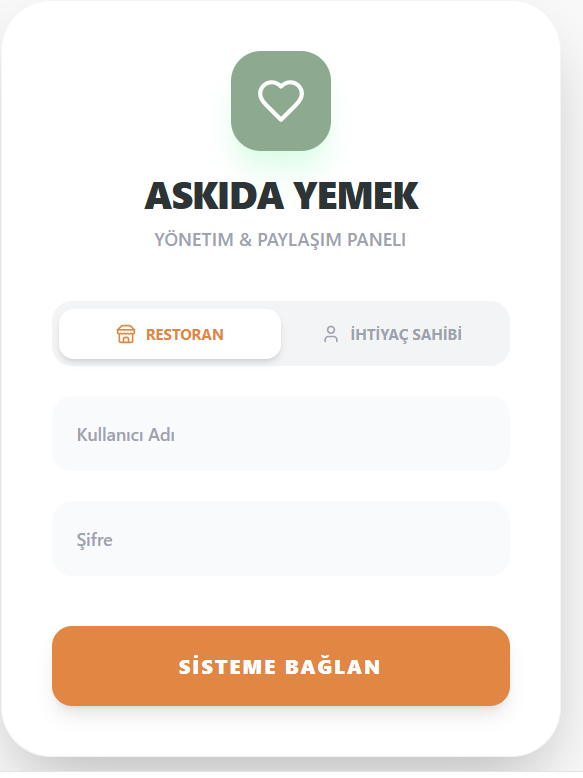 ASKIDA YEMEK
YÖNETIM & PAYLAŞIM PANELI
RESTORAN
İHTİYAÇ SAHİBİ
Kullanıcı Adı
Şifre
SİSTEME BAĞLAN